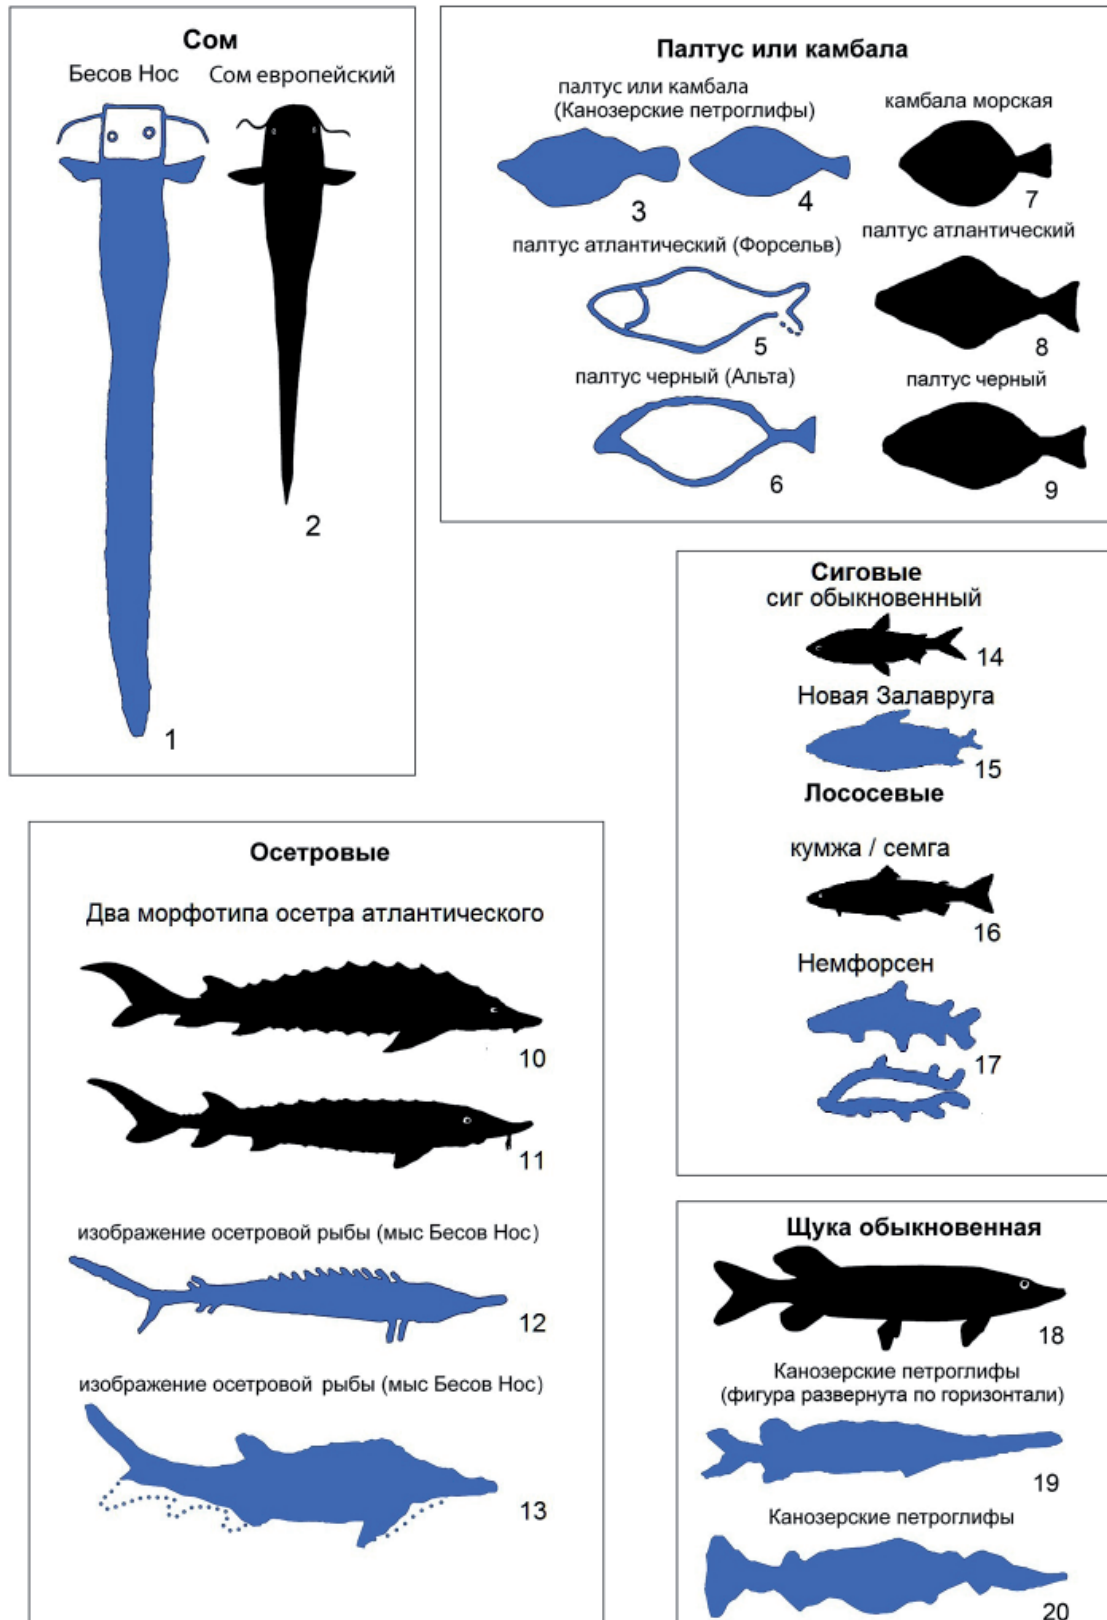 Сом
Бесов Нос
Сом европейский
1
2
Палтус или камбала
палтус или камбала
(Канозерские петроглифы)
камбала морская
3
4
7
палтус атлантический (Форсельв)
палтус атлантический
5
8
палтус черный (Альта)
палтус черный
6
9
Сиговые
сиг обыкновенный
14
Новая Залавруга
15
Лососевые
кумжа / семга
16
Немфорсен
17
Осетровые
Два морфотипа осетра атлантического
10
11
изображение осетровой рыбы (мыс Бесов Нос)
12
изображение осетровой рыбы (мыс Бесов Нос)
13
Щука обыкновенная
18
Канозерские петроглифы
(фигура развернута по горизонтали)
19
Канозерские петроглифы
20